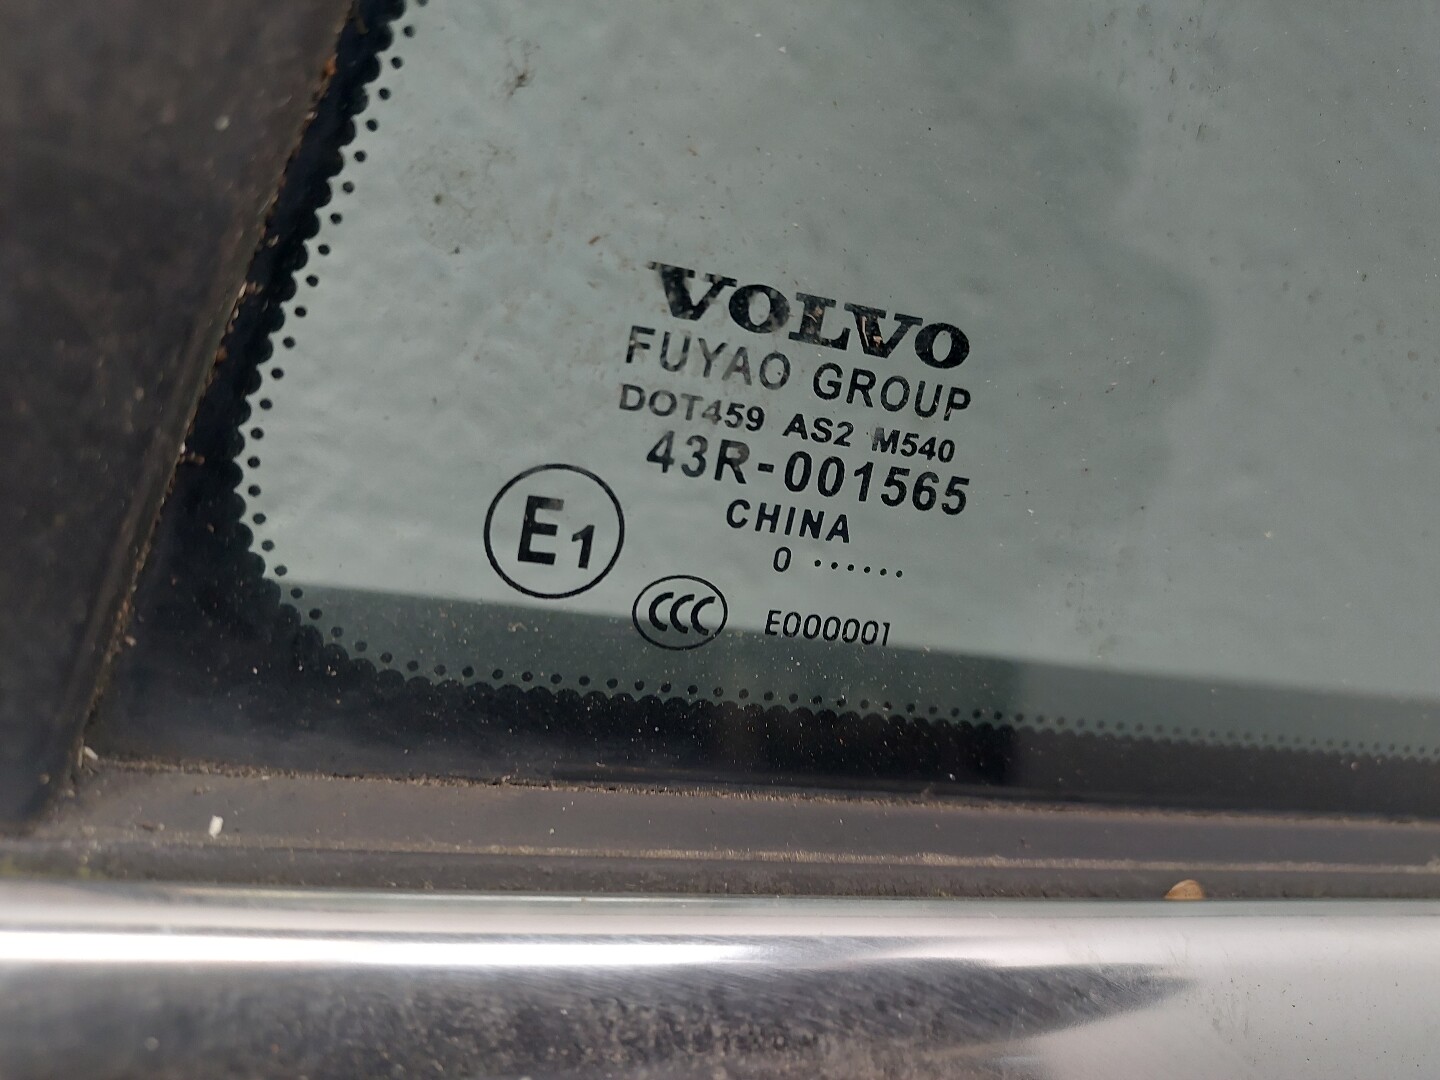 VOLVO
FUYAO GROUP
DOT459 AS2 M540
43R-001565
CHINA
0 ......
E1
CCC E000001